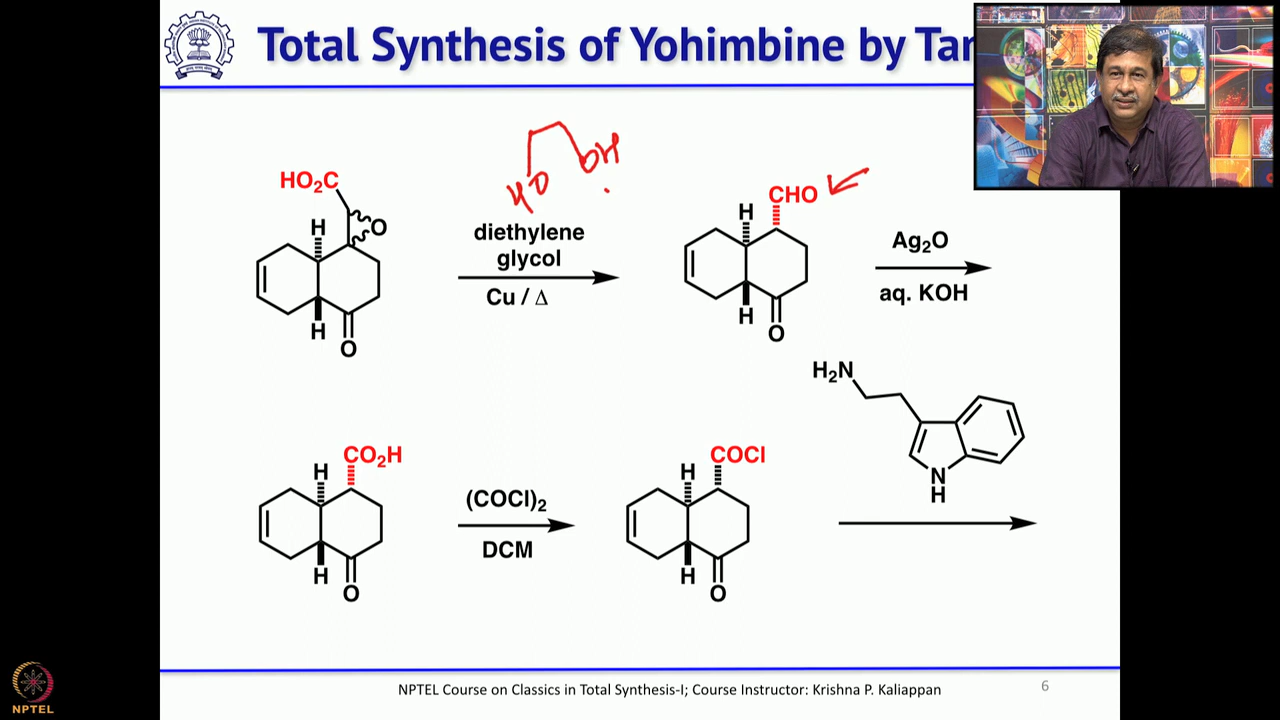 Total Synthesis of Yohimbine by Tan
HO OH
HO₂C
H
O
H
O
diethylene
glycol
Cu / Δ
CHO
H
H
O
Ag₂O
aq. KOH
H₂N
N
H
CO₂H
H
H
O
(COCl)₂
DCM
COCl
H
H
O
NPTEL Course on Classics in Total Synthesis-I; Course Instructor: Krishna P. Kaliappan
6
NPTEL